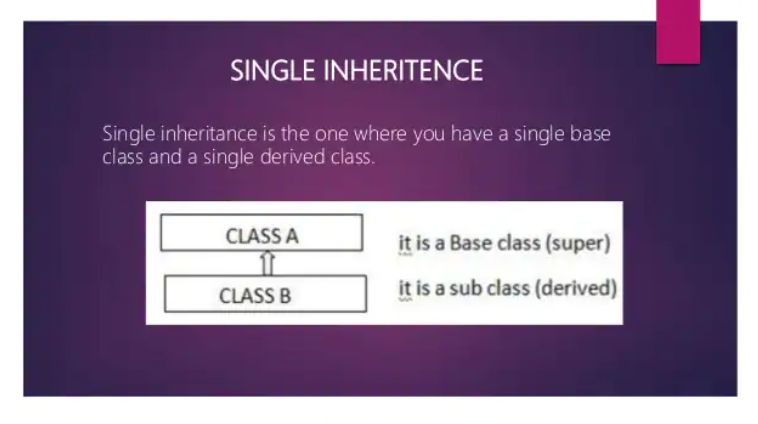 SINGLE INHERITENCE
Single inheritance is the one where you have a single base
class and a single derived class.
CLASS A
it is a Base class (super)
CLASS B
it is a sub class (derived)